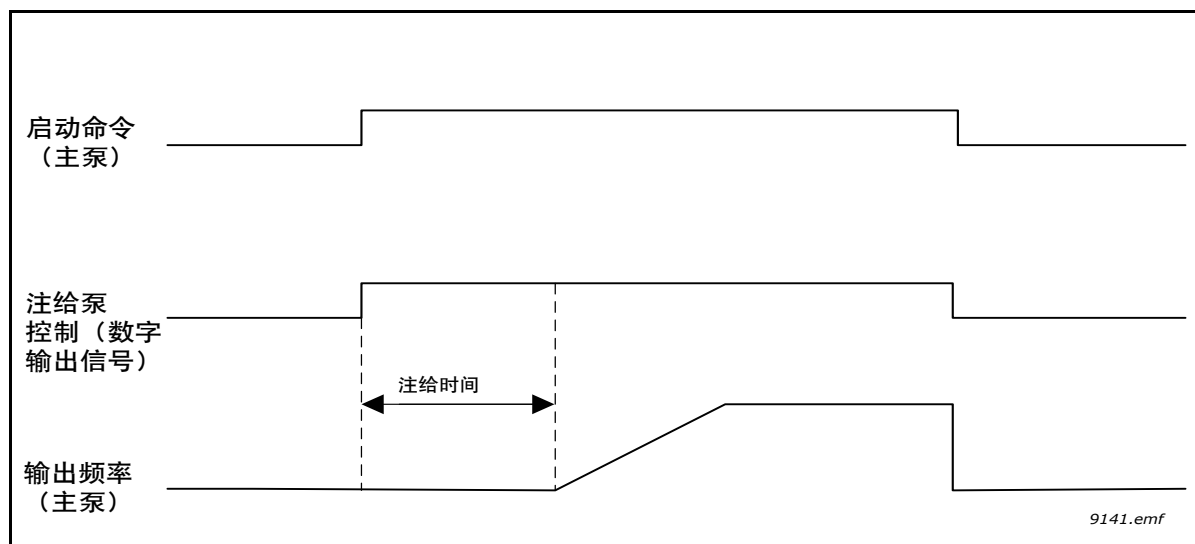 启动命令
（主泵）
注给泵
控制（数字
输出信号）
注给时间
输出频率
（主泵）
9141.emf